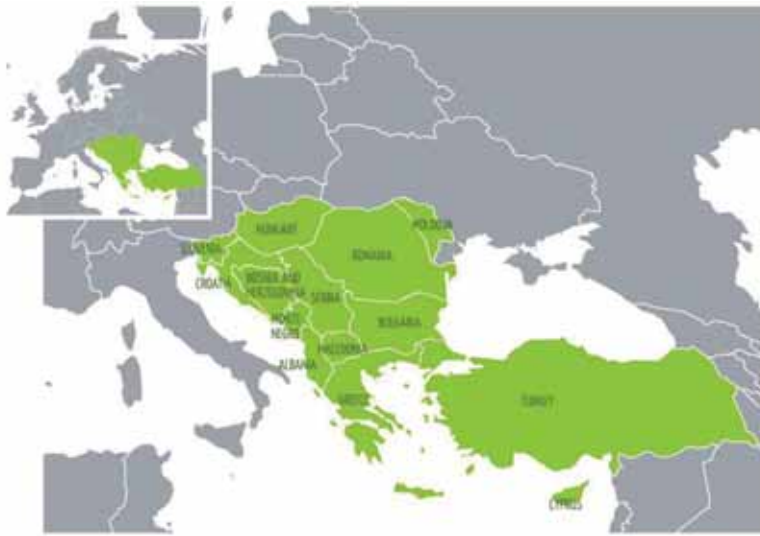 MOLDOVA
HUNGARY
SLOVENIA
ROMANIA
CROATIA
BOSNIA AND
HERZEGOVINA
SERBIA
MONTE
NEGRO
BULGARIA
MACEDONIA
ALBANIA
GREECE
TURKEY
CYPRUS